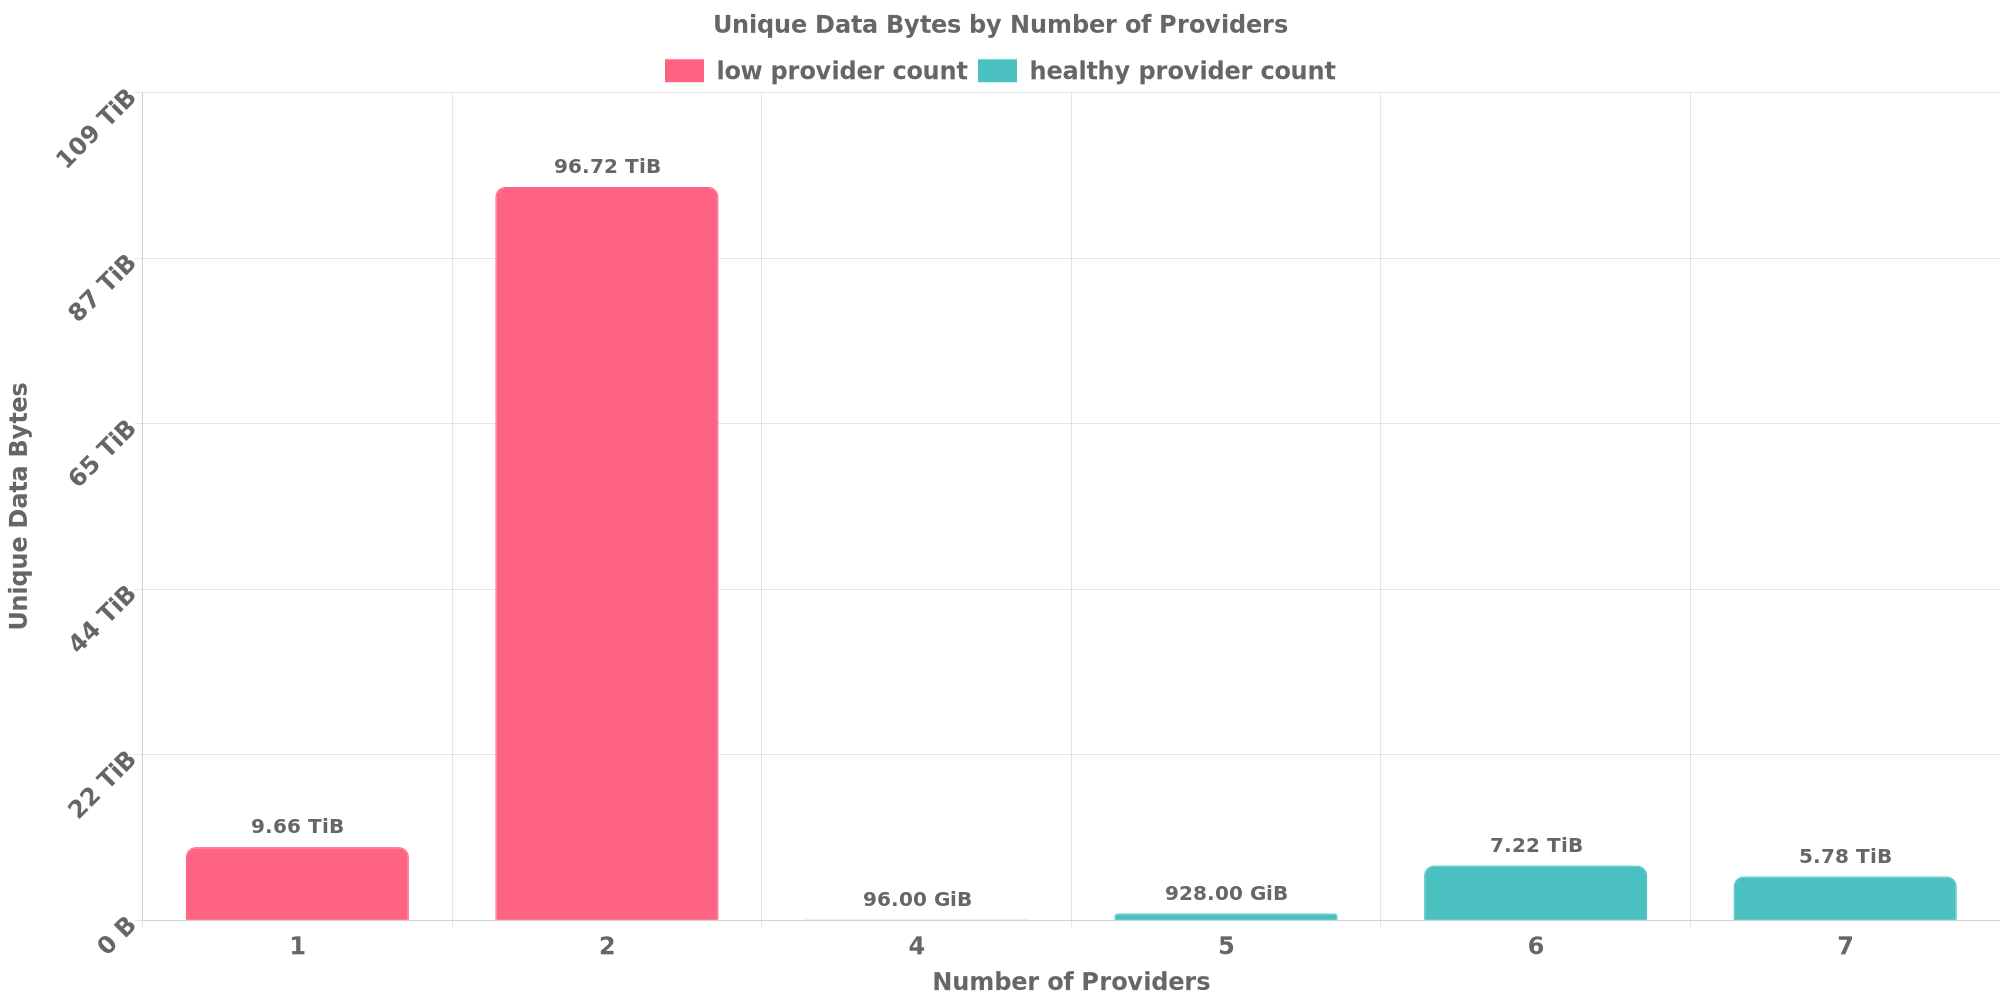 Unique Data Bytes by Number of Providers
low provider count healthy provider count
109 TiB
87 TiB
65 TiB
44 TiB
22 TiB
0 B
Unique Data Bytes
9.66 TiB
96.72 TiB
96.00 GiB
928.00 GiB
7.22 TiB
5.78 TiB
1 2 4 5 6 7
Number of Providers